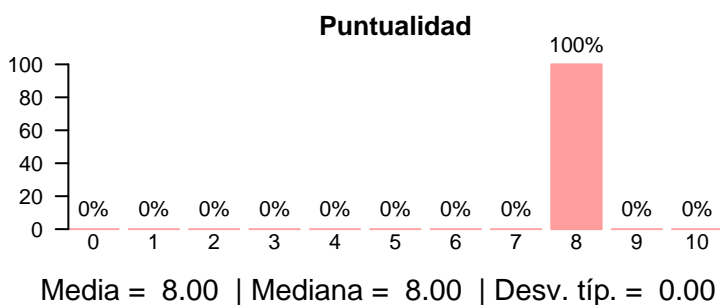 Puntualidad
100%
100
80
60
40
20
0
0% 0% 0% 0% 0% 0% 0% 0% 0% 0%
0 1 2 3 4 5 6 7 8 9 10
Media = 8.00 | Mediana = 8.00 | Desv. típ. = 0.00